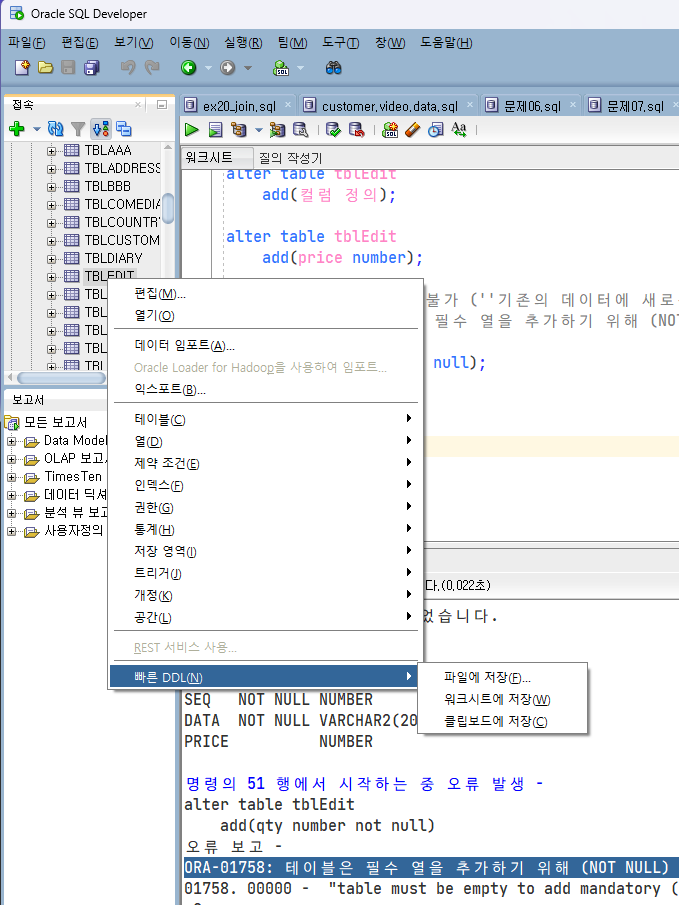 Oracle SQL Developer
파일(F) 편집(E) 보기(V) 이동(N) 실행(R) 팀(M) 도구(T) 창(W) 도움말(H)
접속
ex20_join.sql
customer,video,data.sql
문제06.sql
문제07.sql
워크시트
질의 작성기
TBLAAA
TBLADDRESS
TBLBBB
TBLCOMEDIA
TBLCOUNTRY
TBLCUSTOM
TBLDIARY
TBLEDIT
TBL
TBL
TBL
TBL
TBL
alter table tblEdit
add(컬럼 정의);
alter table tblEdit
add(price number);
불가 (''기존의 데이터에 새로
필수 열을 추가하기 위해 (NOT
null);
편집(M)...
열기(O)
데이터 임포트(A)...
Oracle Loader for Hadoop을 사용하여 임포트...
익스포트(B)...
테이블(C)
열(D)
제약 조건(E)
인덱스(F)
권한(G)
통계(H)
저장 영역(I)
트리거(J)
개정(K)
공간(L)
REST 서비스 사용...
빠른 DDL(N)
파일에 저장(F)...
워크시트에 저장(W)
클립보드에 저장(C)
보고서
모든 보고서
Data Model
OLAP 보고
TimesTen
데이터 딕셔
분석 뷰 보고
사용자정의
다.(0.022초)
었습니다.
SEQ NOT NULL NUMBER
DATA NOT NULL VARCHAR2(20
PRICE NUMBER
명령의 51 행에서 시작하는 중 오류 발생 -
alter table tblEdit
add(qty number not null)
오류 보고 -
ORA-01758: 테이블은 필수 열을 추가하기 위해 (NOT NULL)
01758. 00000 - "table must be empty to add mandatory (